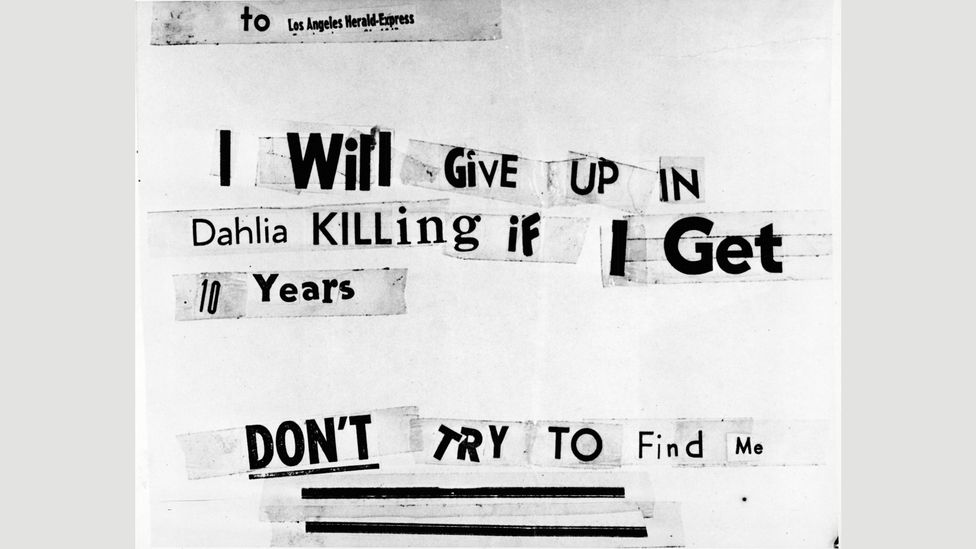 to Los Angeles Herald-Express
I Will GivE UP IN
Dahlia KILLing iF I Get
10 Years
DON'T TRY TO Find Me